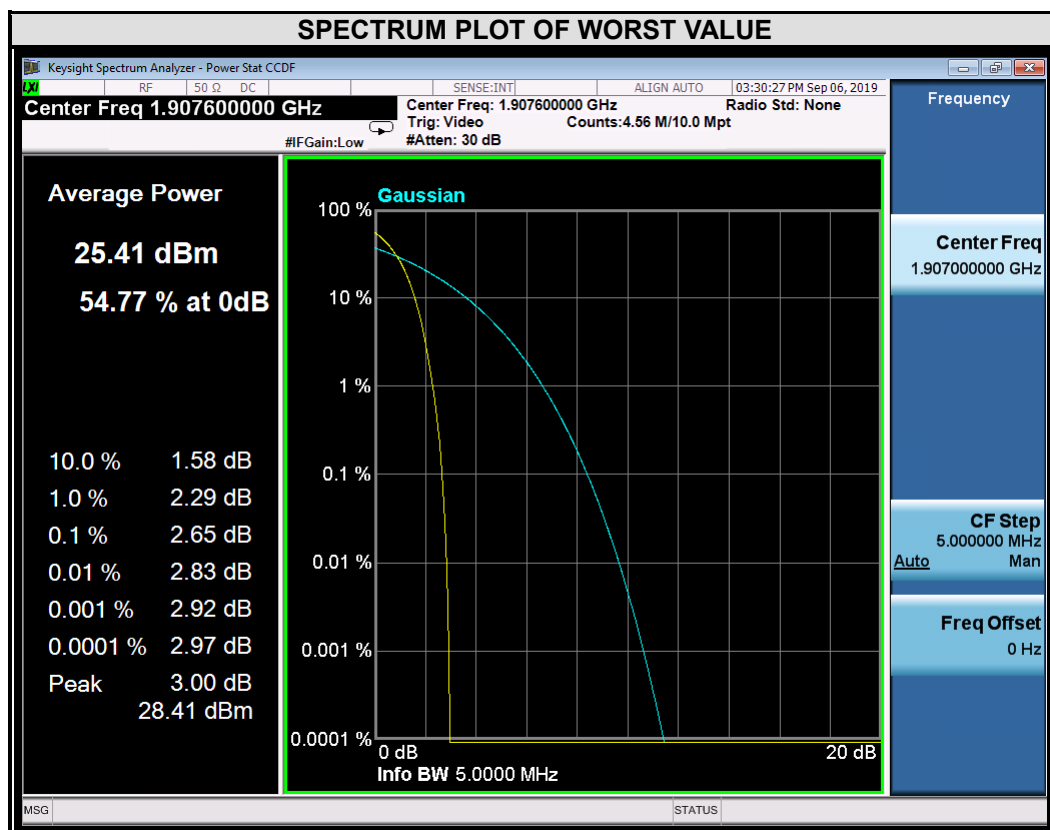 SPECTRUM PLOT OF WORST VALUE
Keysight Spectrum Analyzer - Power Stat CCDF
LXI RF 50 Ω DC SENSE:INT ALIGN AUTO 03:30:27 PM Sep 06, 2019
Center Freq 1.907600000 GHz
#IFGain:Low
Center Freq: 1.907600000 GHz Radio Std: None
Trig: Video Counts:4.56 M/10.0 Mpt
#Atten: 30 dB
Average Power
25.41 dBm
54.77 % at 0dB
10.0 % 1.58 dB
1.0 % 2.29 dB
0.1 % 2.65 dB
0.01 % 2.83 dB
0.001 % 2.92 dB
0.0001 % 2.97 dB
Peak 3.00 dB
28.41 dBm
Gaussian
100 %
10 %
1 %
0.1 %
0.01 %
0.001 %
0.0001 %
0 dB 20 dB
Info BW 5.0000 MHz
Frequency
Center Freq
1.907000000 GHz
CF Step
5.000000 MHz
Auto Man
Freq Offset
0 Hz
MSG STATUS